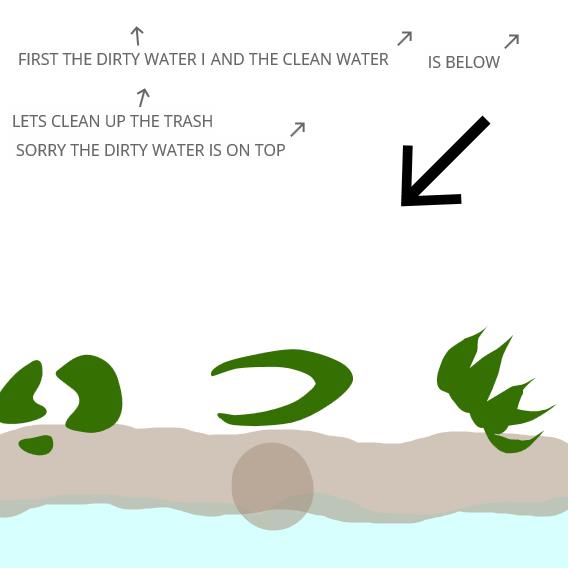 FIRST THE DIRTY WATER I AND THE CLEAN WATER IS BELOW
LETS CLEAN UP THE TRASH
SORRY THE DIRTY WATER IS ON TOP